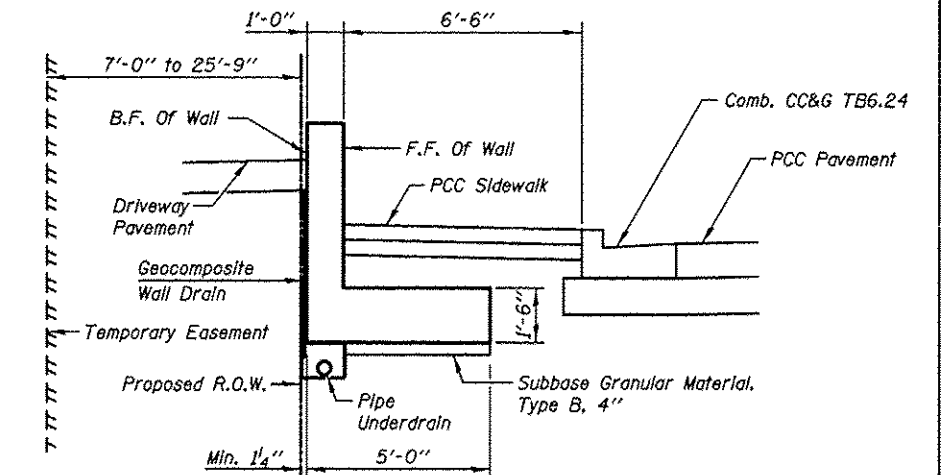 1'-0"
6'-6"
7'-0" to 25'-9"
B.F. Of Wall
Comb. CC&G TB6.24
F.F. Of Wall
PCC Pavement
PCC Sidewalk
Driveway
Pavement
Geocomposite
Wall Drain
1'-6"
Temporary Easement
Proposed R.O.W.
Subbase Granular Material,
Type B, 4"
Pipe
Underdrain
Min. 1¼"
5'-0"